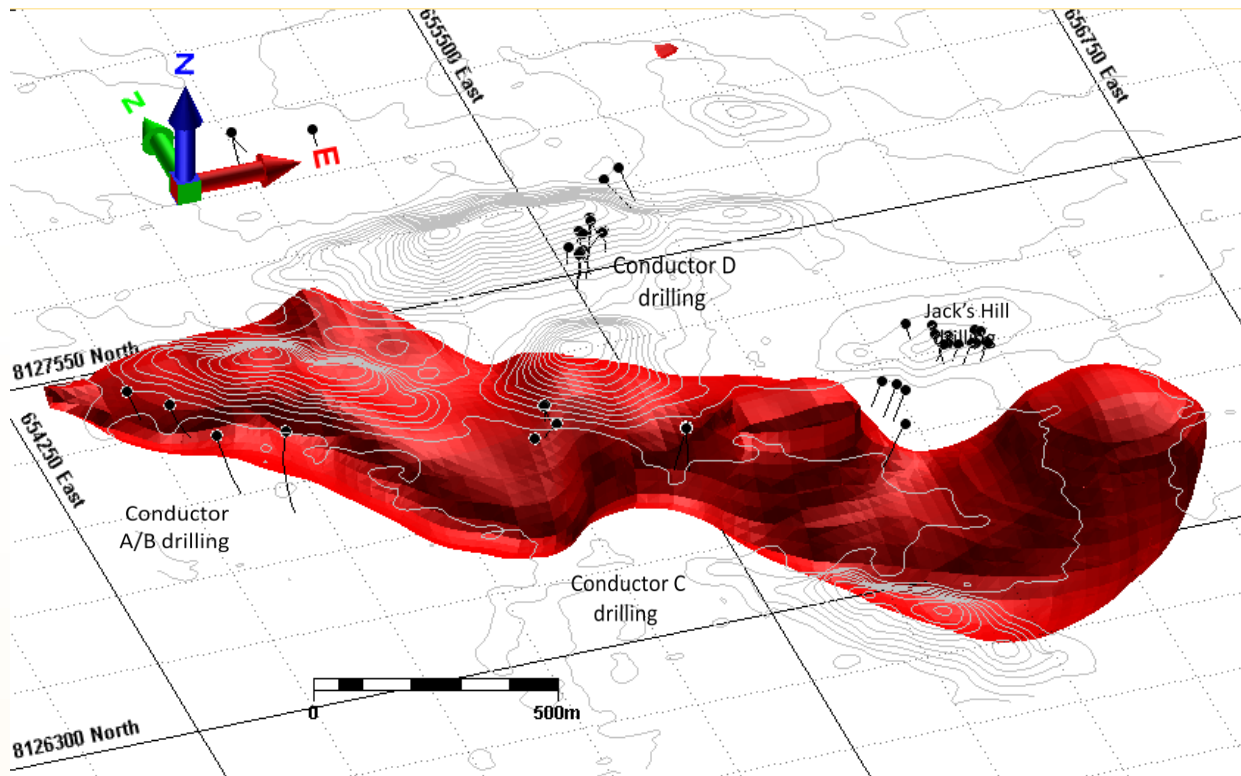 655500 East
656750 East
N
Z
E
Conductor D
drilling
Jack's Hill
8127550 North
654250 East
Conductor
A/B drilling
Conductor C
drilling
0
500m
8126300 North